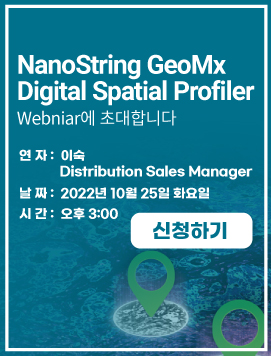 NanoString GeoMx
Digital Spatial Profiler
Webniar에 초대합니다
연 자 : 이숙
Distribution Sales Manager
날 짜 : 2022년 10월 25일 화요일
시 간 : 오후 3:00
신청하기